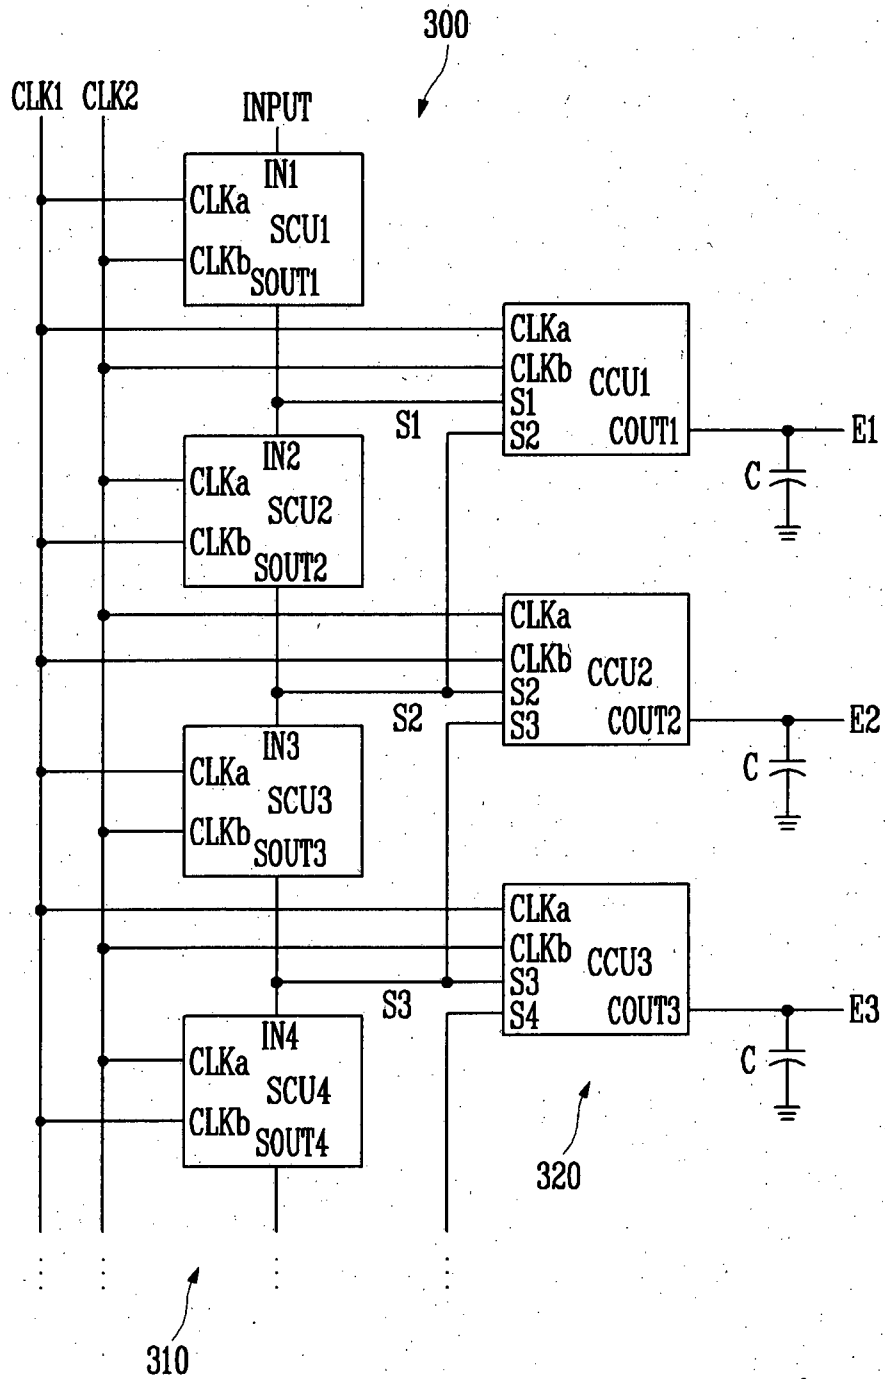 300
CLK1 CLK2 INPUT
IN1
CLKa
SCU1
CLKb
SOUT1
CLKa
CLKb
CCU1
S1
S1
S2
COUT1
E1
C
IN2
CLKa
SCU2
CLKb
SOUT2
CLKa
CLKb
CCU2
S2
S2
S3
COUT2
E2
C
IN3
CLKa
SCU3
CLKb
SOUT3
CLKa
CLKb
CCU3
S3
S3
S4
COUT3
E3
C
IN4
CLKa
SCU4
CLKb
SOUT4
320
310